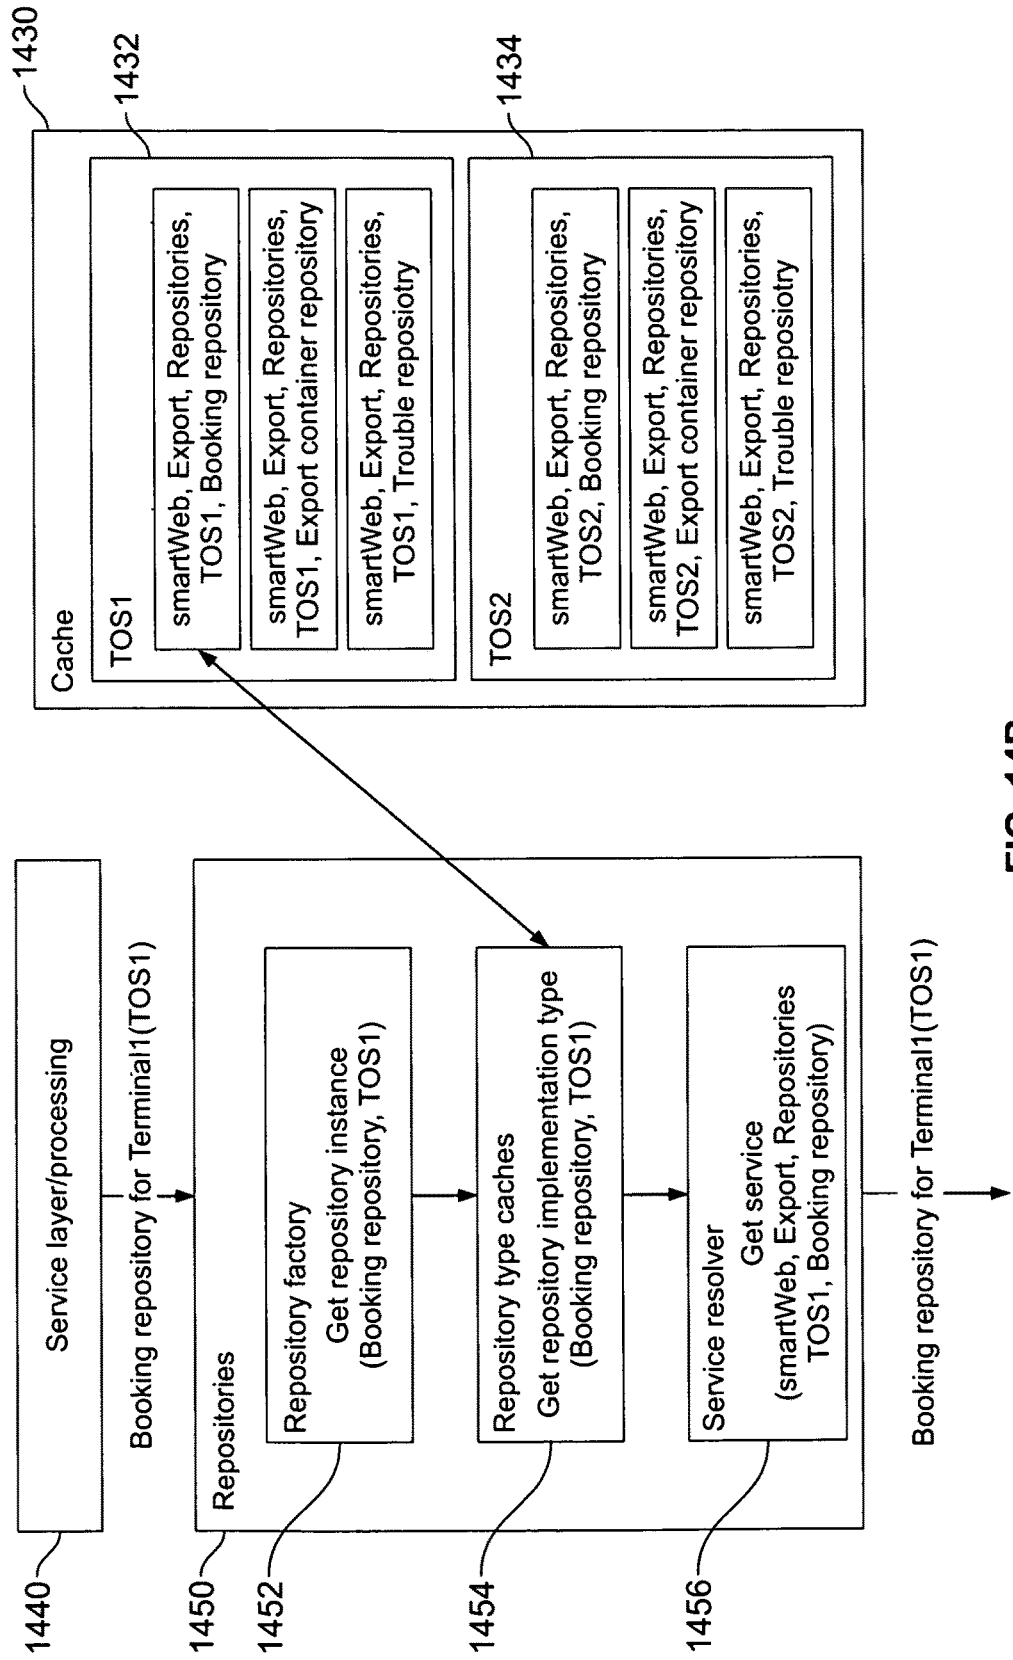 1440
Service layer/processing
Booking repository for Terminal1(TOS1)
1450
Repositories
1452
Repository factory
Get repository instance
(Booking repository, TOS1)
1454
Repository type caches
Get repository implementation type
(Booking repository, TOS1)
1456
Service resolver
Get service
(smartWeb, Export, Repositories
TOS1, Booking repository)
Booking repository for Terminal1(TOS1)
1430
Cache
1432
TOS1
smartWeb, Export, Repositories,
TOS1, Booking repository
smartWeb, Export, Repositories,
TOS1, Export container repository
smartWeb, Export, Repositories,
TOS1, Trouble reposiotry
1434
TOS2
smartWeb, Export, Repositories,
TOS2, Booking repository
smartWeb, Export, Repositories,
TOS2, Export container repository
smartWeb, Export, Repositories,
TOS2, Trouble reposiotry
FIG.